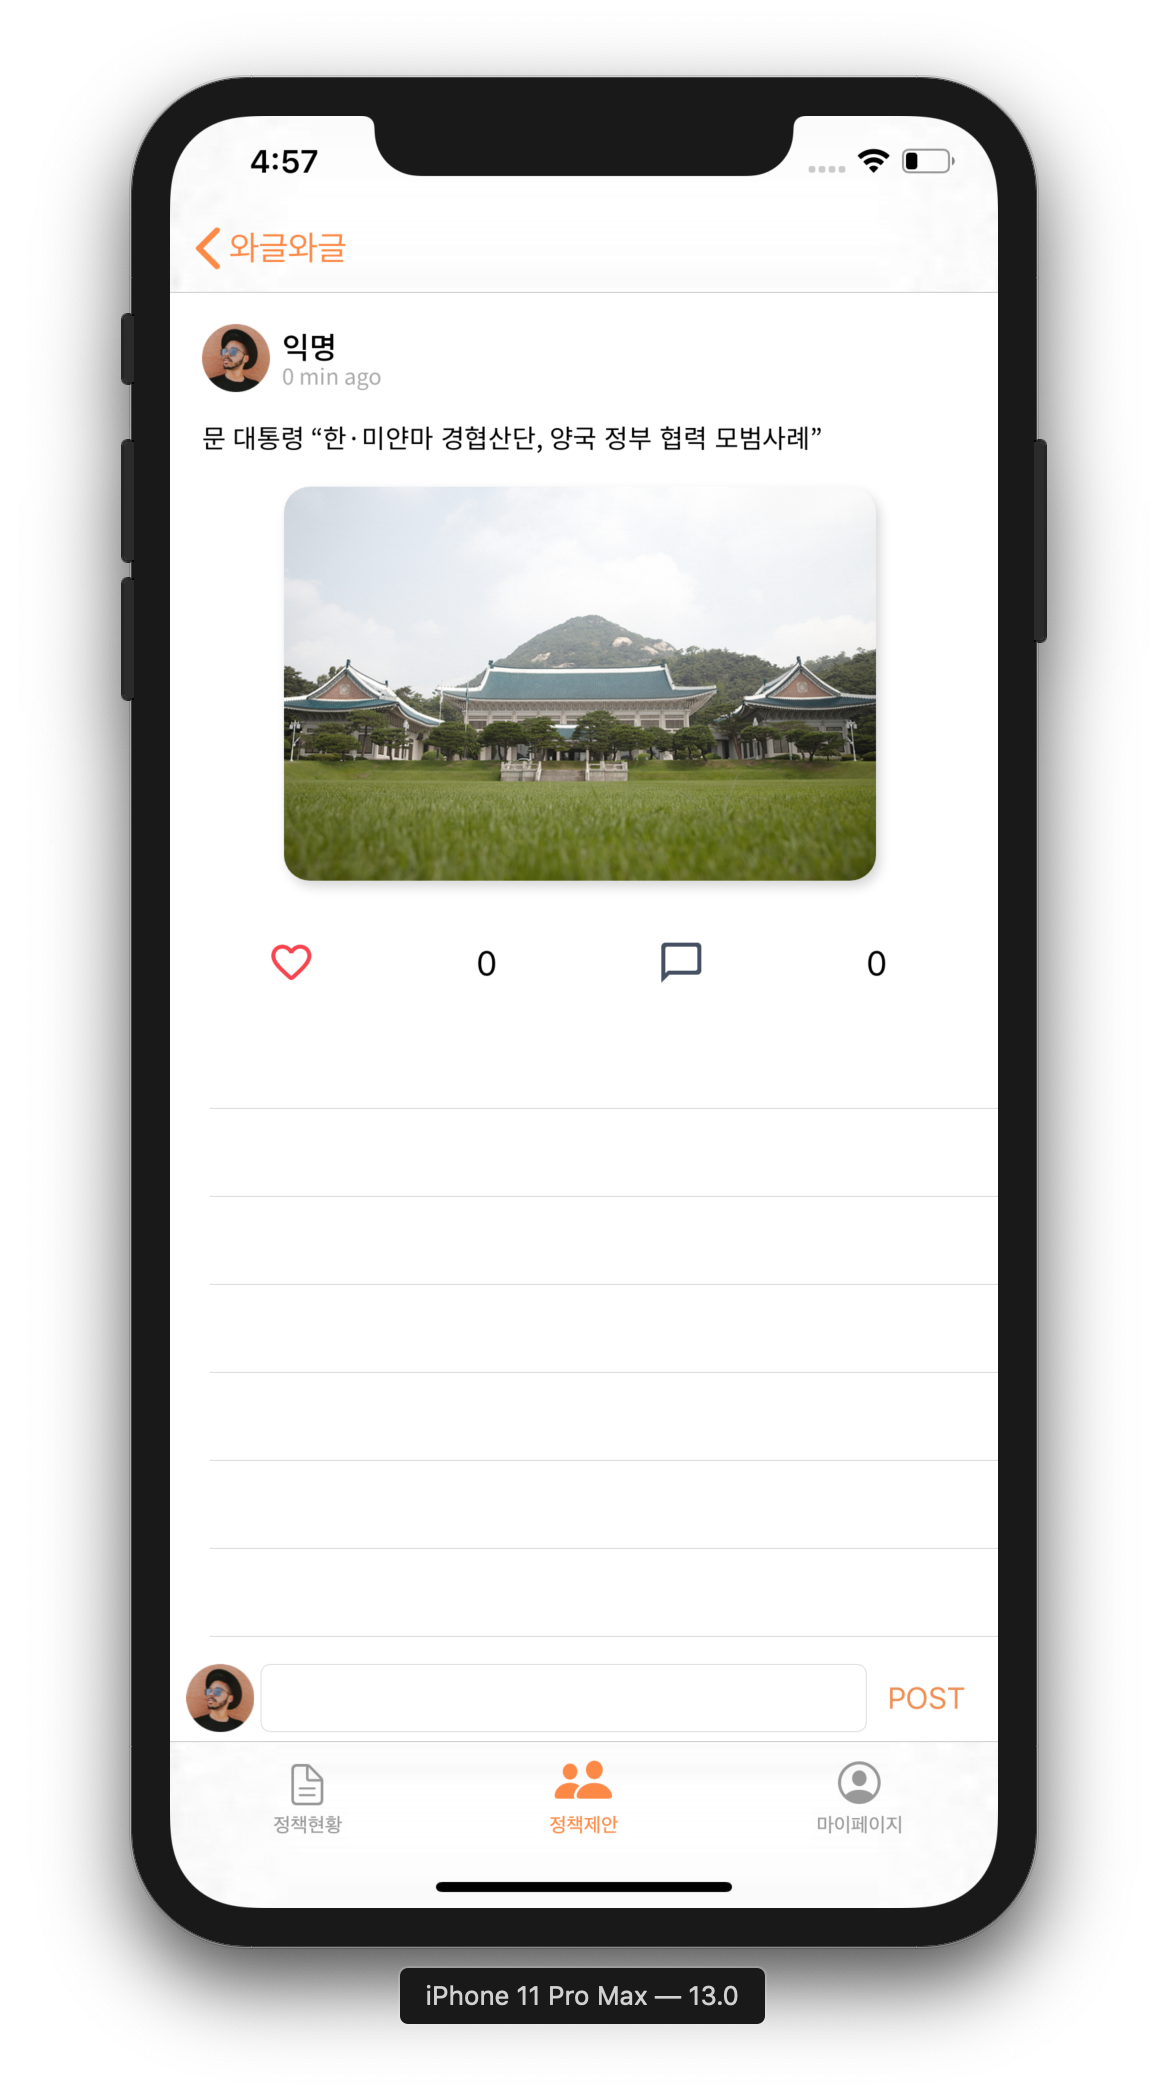 4:57
와글와글
익명
0 min ago
문 대통령 “한·미얀마 경협산단, 양국 정부 협력 모범사례”
0
0
POST
정책현황
정책제안
마이페이지
iPhone 11 Pro Max — 13.0